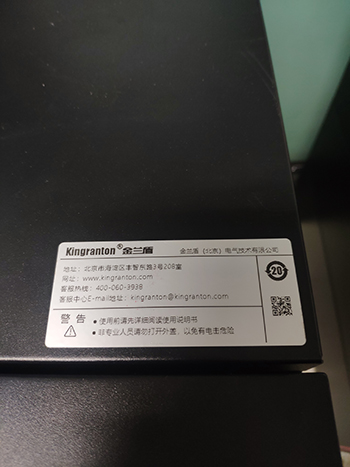 Kingranton® 金兰盾 金兰盾（北京）电气技术有限公司
地址：北京市海淀区丰智东路3号208室
网址：www.kingranton.com
客服热线：400-060-3938
客服中心E-mail地址：kingranton@kingranton.com
20
警 告
• 使用前请先详细阅读使用说明书
• 非专业人员请勿打开外盖，以免有电击危险